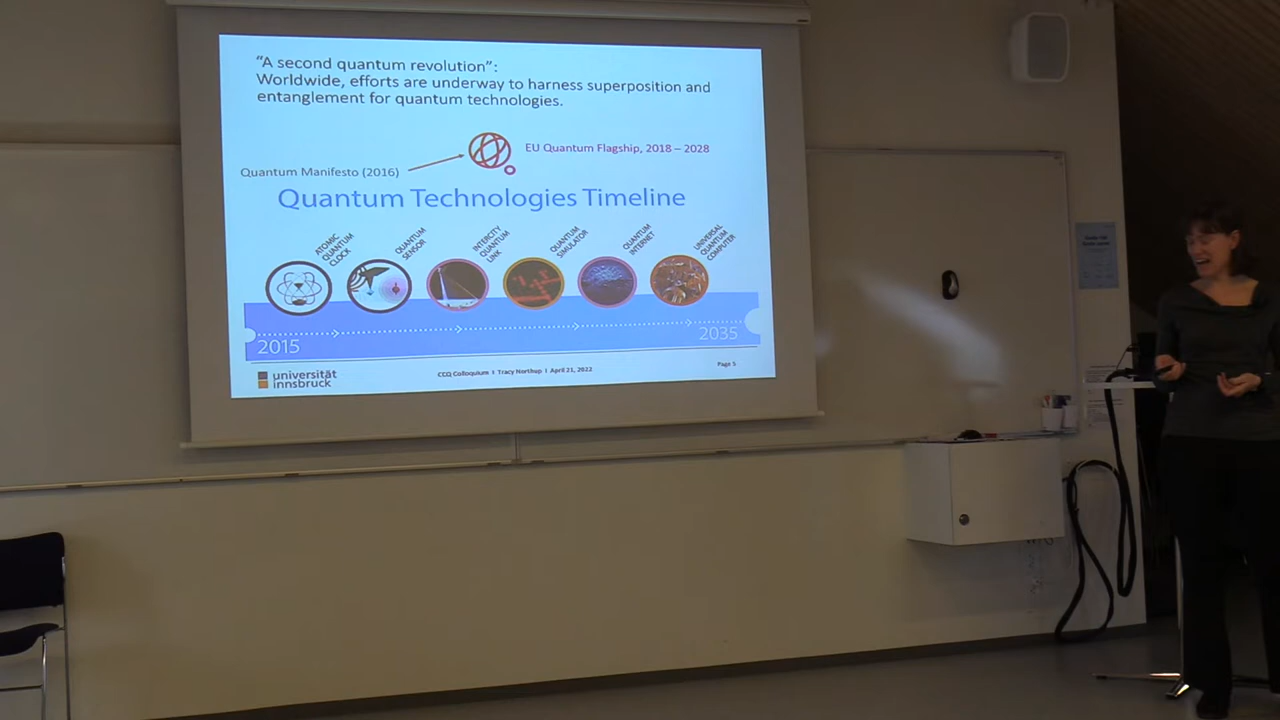 "A second quantum revolution":
Worldwide, efforts are underway to harness superposition and
entanglement for quantum technologies.
EU Quantum Flagship, 2018 – 2028
Quantum Manifesto (2016)
Quantum Technologies Timeline
ATOMIC
QUANTUM
CLOCK
QUANTUM
SENSOR
INTERCITY
QUANTUM
LINK
QUANTUM
SIMULATOR
QUANTUM
INTERNET
UNIVERSAL
QUANTUM
COMPUTER
2015
2035
universität
innsbruck
CCQ Colloquium I Tracy Northup I April 21, 2022
Page 5